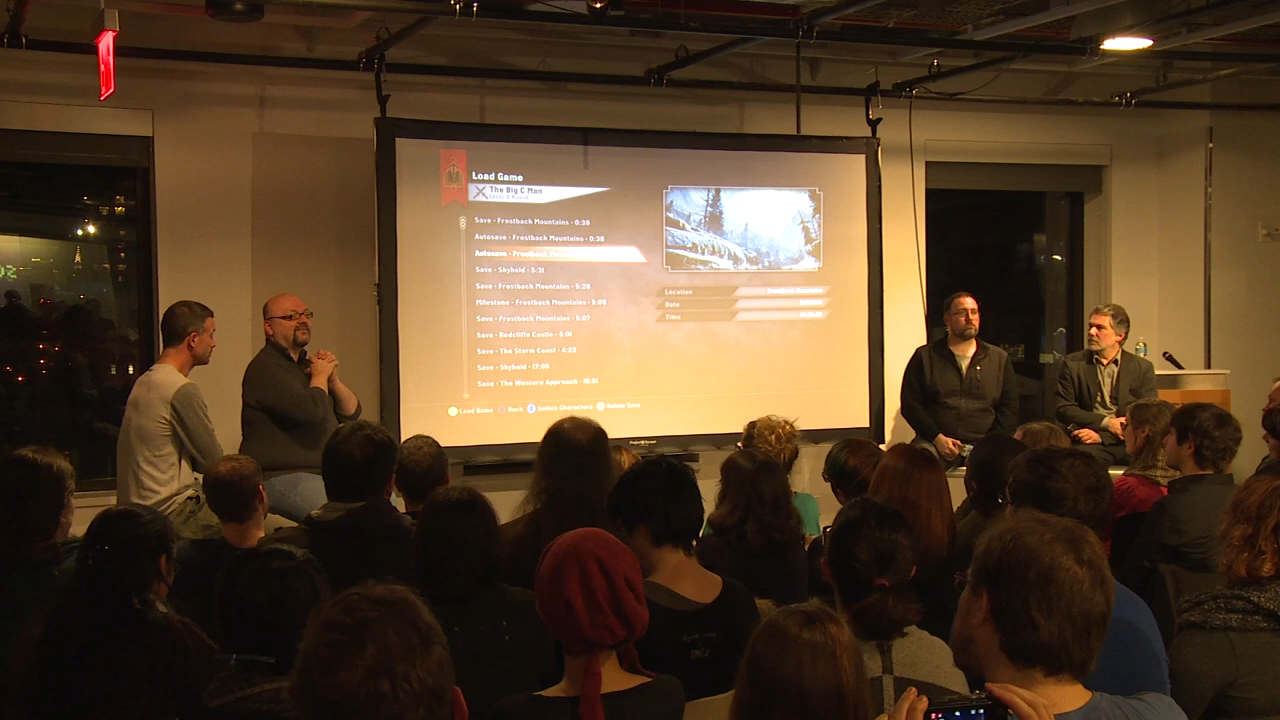 Load Game
The Big C Man
Save - Frostback Mountains - 0:38
Autosave - Frostback Mountains - 0:38
Autosave - Frostback
Save - Skyhold - 5:31
Save - Frostback Mountains - 5:28
Milestone - Frostback Mountains - 5:09
Save - Frostback Mountains - 5:07
Save - Redcliffe Castle - 5:01
Save - The Storm Coast - 4:22
Save - Skyhold - 17:09
Save - The Western Approach - 16:51
Location
Date
Time
Load Game Back Switch Characters Delete Save